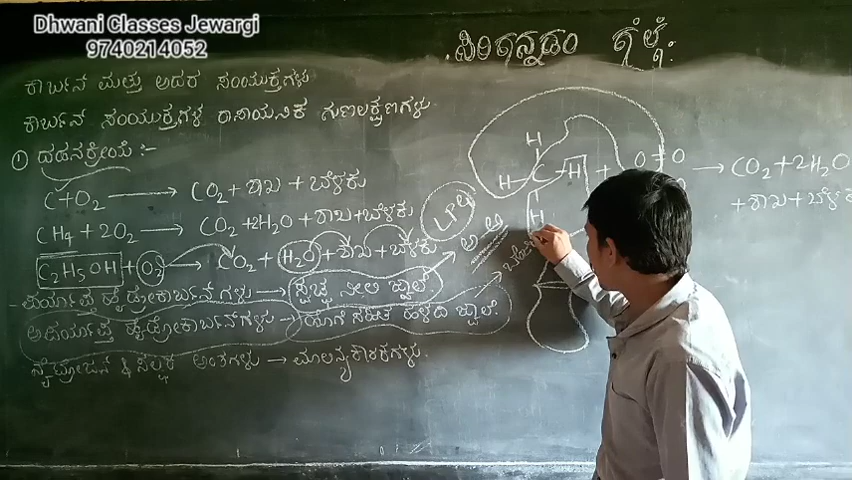 Dhwani Classes Jewargi
9740214052
ಸಿರಿಗನ್ನಡಂ ಗೆಲ್ಗೆ.
ಕಾರ್ಬನ್ ಮತ್ತು ಅದರ ಸಂಯುಕ್ತಗಳು
ಕಾರ್ಬನ್ ಸಂಯುಕ್ತಗಳ ರಾಸಾಯನಿಕ ಗುಣಲಕ್ಷಣಗಳು.
① ದಹನಕ್ರಿಯೆ :-
C+O₂ → CO₂ + ಶಾಖ + ಬೆಳಕು
CH₄ + 2O₂ → CO₂ +2H₂O + ಶಾಖ + ಬೆಳಕು
C₂H₅OH + O₂ → CO₂ + H₂O + ಶಾಖ + ಬೆಳಕು
- ಪರ್ಯಾಪ್ತ ಹೈಡ್ರೋಕಾರ್ಬನ್ ಗಳು → ಸ್ವಚ್ಛ ನೀಲಿ ಜ್ವಾಲೆ.
ಅಪರ್ಯಾಪ್ತ ಹೈಡ್ರೋಕಾರ್ಬನ್‌ಗಳು → ಹೊಗೆ ಸಹಿತ ಹಳದಿ ಜ್ವಾಲೆ.
ನೈಟ್ರೋಜನ್ & ಸಲ್ಫರ → ಮಾಲಿನ್ಯಕಾರಕಗಳು.
LPG
H
H - C - H + O = O → CO₂ + 2H₂O
H
+ ಶಾಖ + ಬೆಳಕು